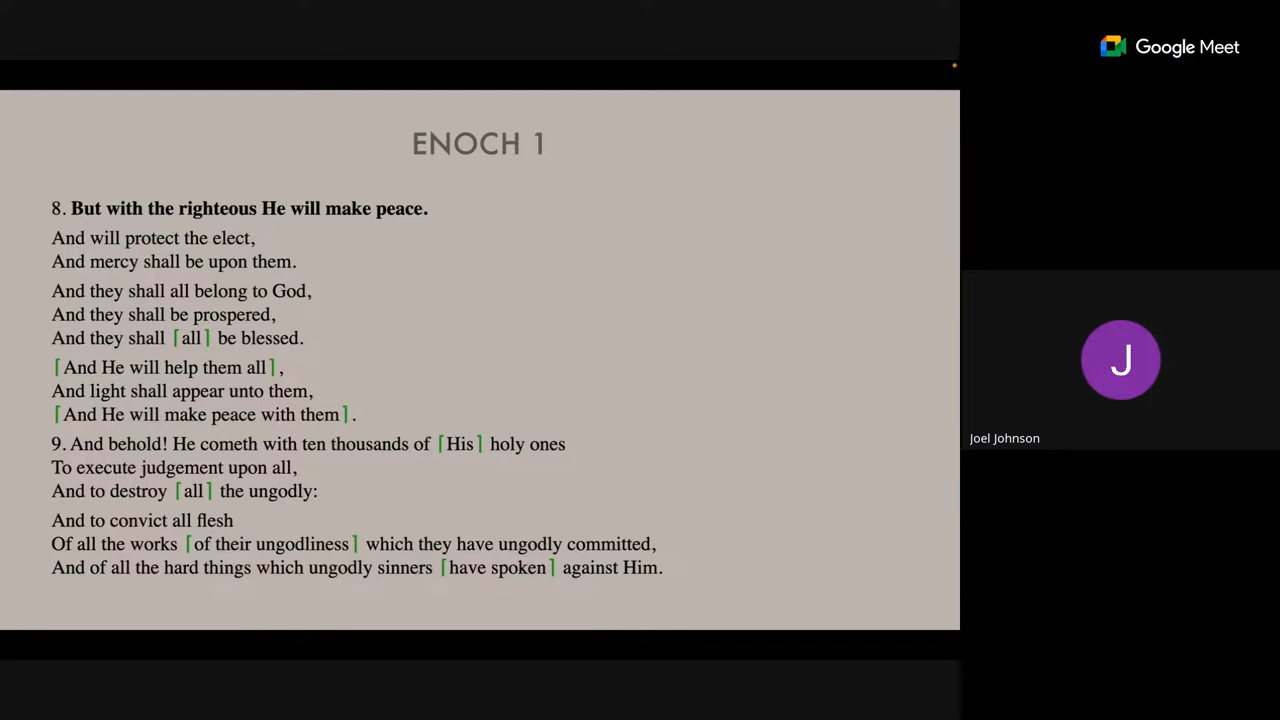 Google Meet
ENOCH 1
8. But with the righteous He will make peace.
And will protect the elect,
And mercy shall be upon them.
And they shall all belong to God,
And they shall be prospered,
And they shall ⌈all⌉ be blessed.
⌈And He will help them all⌉,
And light shall appear unto them,
⌈And He will make peace with them⌉.
9. And behold! He cometh with ten thousands of ⌈His⌉ holy ones
To execute judgement upon all,
And to destroy ⌈all⌉ the ungodly:
And to convict all flesh
Of all the works ⌈of their ungodliness⌉ which they have ungodly committed,
And of all the hard things which ungodly sinners ⌈have spoken⌉ against Him.
J
Joel Johnson